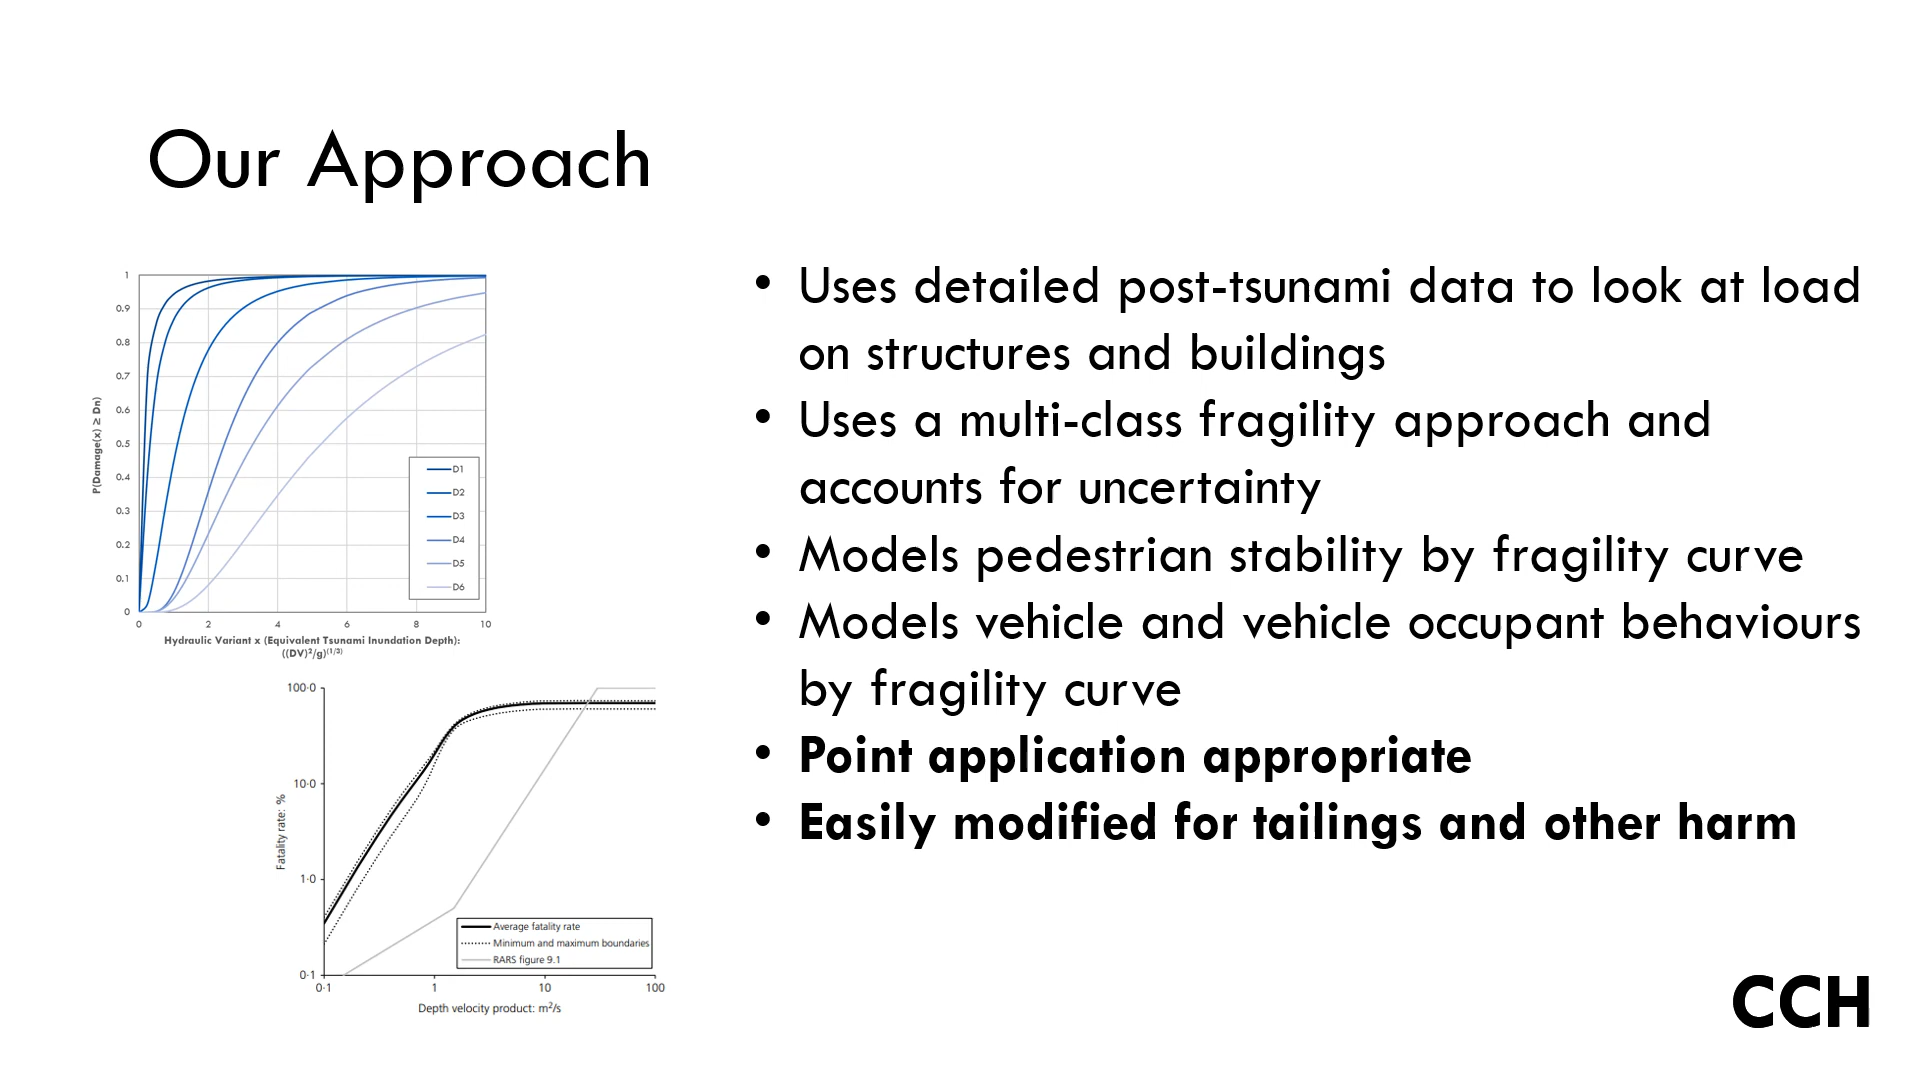 Our Approach
1
0.9
0.8
0.7
0.6
0.5
0.4
0.3
0.2
0.1
0
P(Damage(x) ≥ Dn)
D1
D2
D3
D4
D5
D6
0 2 4 6 8 10
Hydraulic Variant x (Equivalent Tsunami Inundation Depth):
((DV)²/g)⁽¹/³⁾
100·0
10·0
1·0
0·1
Fatality rate: %
Average fatality rate
Minimum and maximum boundaries
RARS figure 9.1
0·1 1 10 100
Depth velocity product: m²/s
• Uses detailed post-tsunami data to look at load
on structures and buildings
• Uses a multi-class fragility approach and
accounts for uncertainty
• Models pedestrian stability by fragility curve
• Models vehicle and vehicle occupant behaviours
by fragility curve
• Point application appropriate
• Easily modified for tailings and other harm
CCH